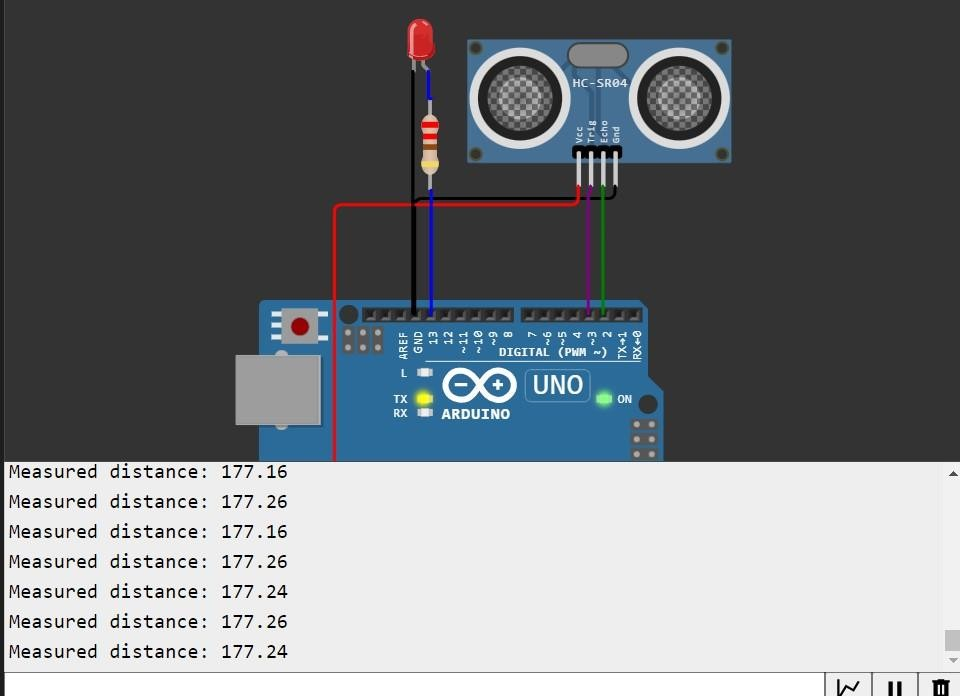 HC-SR04
Vcc
Trig
Echo
Gnd
AREF
GND
13
12
~11
~10
~9
8
7
~6
~5
4
~3
2
TX→1
RX←0
DIGITAL (PWM ~)
L
TX
RX
UNO
ARDUINO
ON
Measured distance: 177.16
Measured distance: 177.26
Measured distance: 177.16
Measured distance: 177.26
Measured distance: 177.24
Measured distance: 177.26
Measured distance: 177.24